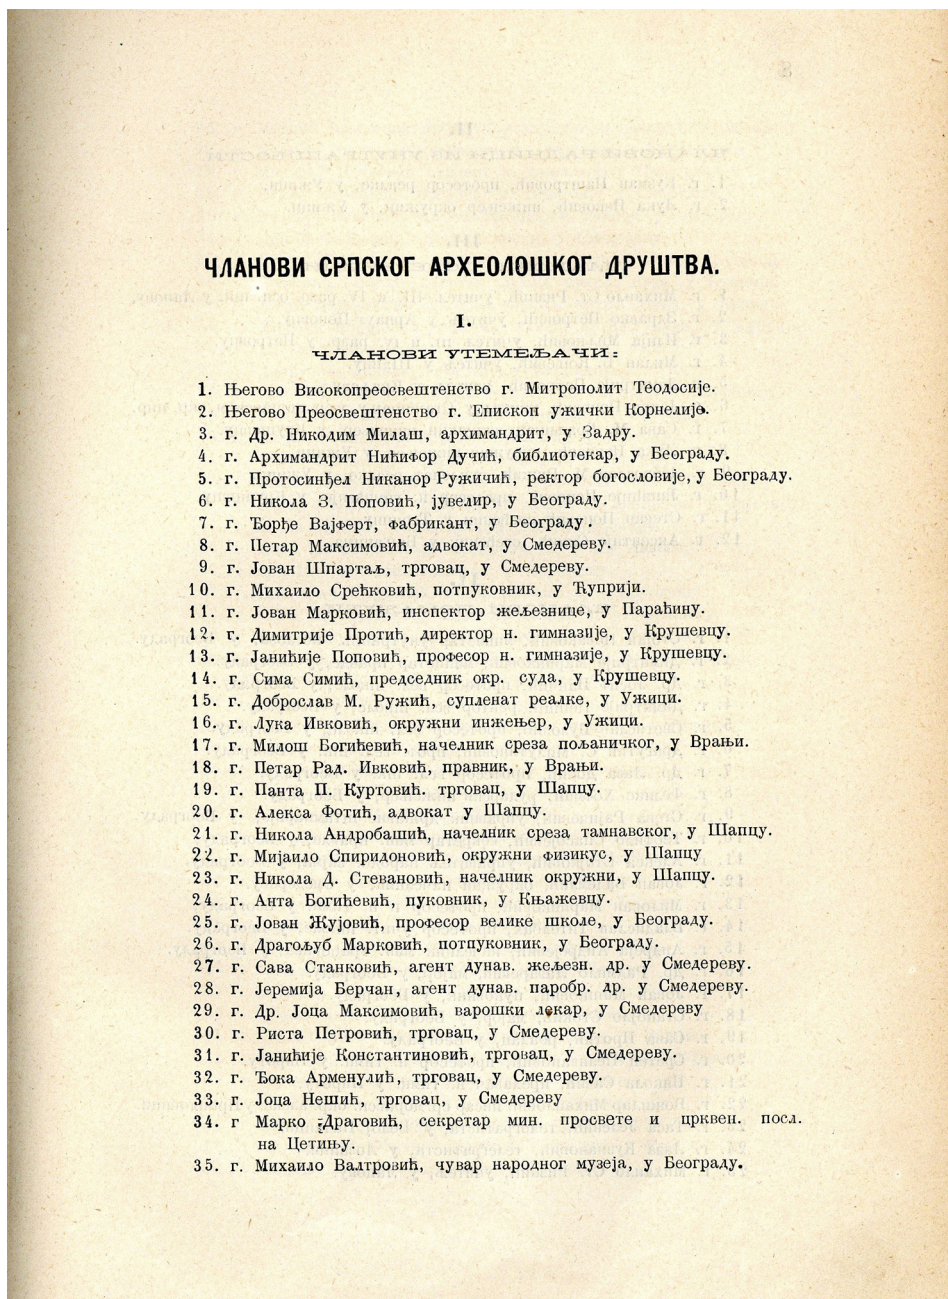 ЧЛАНОВИ СРПСКОГ АРХЕОЛОШКОГ ДРУШТВА.
I.
ЧЛАНОВИ УТЕМЕЉАЧИ:
1. Његово Високопреосвештенство г. Митрополит Теодосије.
2. Његово Преосвештенство г. Епископ ужички Корнелије.
3. г. Др. Никодим Милаш, архимандрит, у Задру.
4. г. Архимандрит Нићифор Дучић, библиотекар, у Београду.
5. г. Протосинђел Никанор Ружичић, ректор богословије, у Београду.
6. г. Никола З. Поповић, јувелир, у Београду.
7. г. Ђорђе Вајферт, фабрикант, у Београду.
8. г. Петар Максимовић, адвокат, у Смедереву.
9. г. Јован Шпартаљ, трговац, у Смедереву.
10. г. Михаило Срећковић, потпуковник, у Ћуприји.
11. г. Јован Марковић, инспектор жељезнице, у Параћину.
12. г. Димитрије Протић, директор н. гимназије, у Крушевцу.
13. г. Јанићије Поповић, професор н. гимназије, у Крушевцу.
14. г. Сима Симић, председник окр. суда, у Крушевцу.
15. г. Доброслав М. Ружић, суплeнат реалке, у Ужици.
16. г. Лука Ивковић, окружни инжењер, у Ужици.
17. г. Милош Богићевић, начелник среза пољаничког, у Врањи.
18. г. Петар Рад. Ивковић, правник, у Врањи.
19. г. Панта П. Куртовић. трговац, у Шапцу.
20. г. Алекса Фотић, адвокат у Шапцу.
21. г. Никола Андробашић, начелник среза тамнавског, у Шапцу.
22. г. Мијаило Спиридоновић, окружни физикус, у Шапцу
23. г. Никола Д. Стевановић, начелник окружни, у Шапцу.
24. г. Анта Богићевић, пуковник, у Књажевцу.
25. г. Јован Жујовић, професор велике школе, у Београду.
26. г. Драгољуб Марковић, потпуковник, у Београду.
27. г. Сава Станковић, агент дунав. жељезн. др. у Смедереву.
28. г. Јеремија Берчан, агент дунав. паробр. др. у Смедереву.
29. г. Др. Јоца Максимовић, варошки лекар, у Смедереву
30. г. Риста Петровић, трговац, у Смедереву.
31. г. Јанићије Константиновић, трговац, у Смедереву.
32. г. Ђока Арменулић, трговац, у Смедереву.
33. г. Јоца Нешић, трговац, у Смедереву
34. г Марко Драговић, секретар мин. просвете и црквен. посл.
на Цетињу.
35. г. Михаило Валтровић, чувар народног музеја, у Београду.